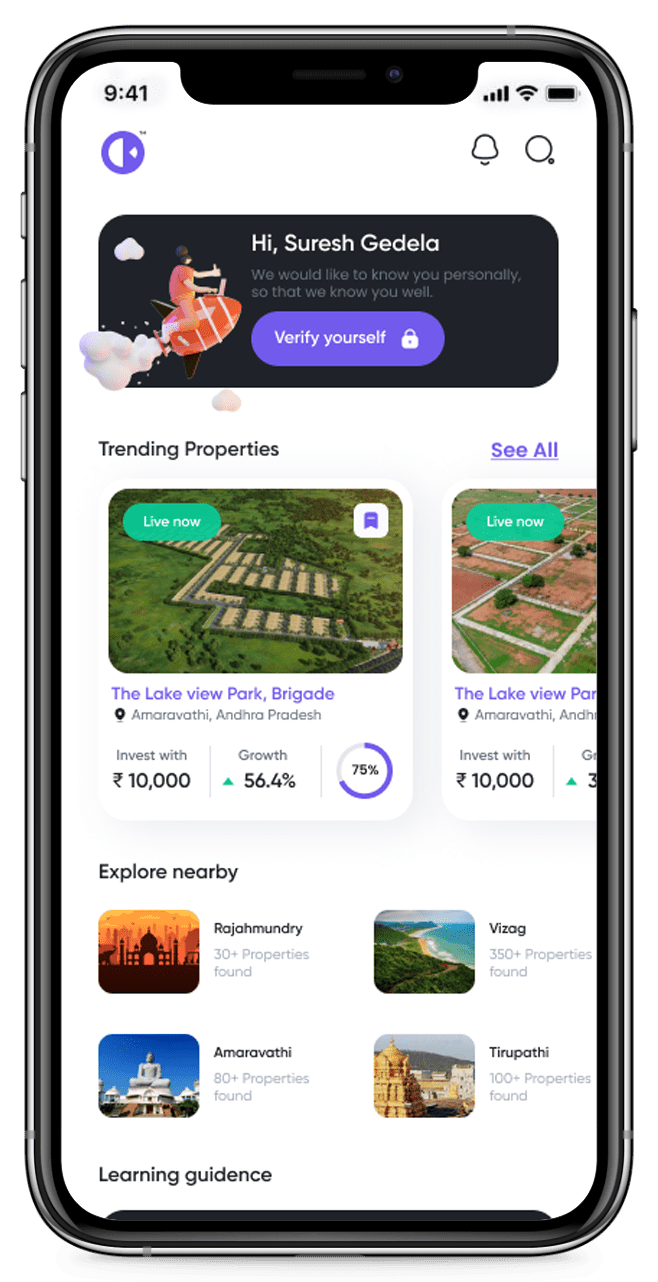 9:41
™
Hi, Suresh Gedela
We would like to know you personally,
so that we know you well.
Verify yourself
Trending Properties
See All
Live now
The Lake view Park, Brigade
Amaravathi, Andhra Pradesh
Invest with
₹ 10,000
Growth
56.4%
75%
Live now
The Lake view Par
Amaravathi, Andh
Invest with
₹ 10,000
Gr
3
Explore nearby
Rajahmundry
30+ Properties
found
Vizag
350+ Properties
found
Amaravathi
80+ Properties
found
Tirupathi
100+ Properties
found
Learning guidence